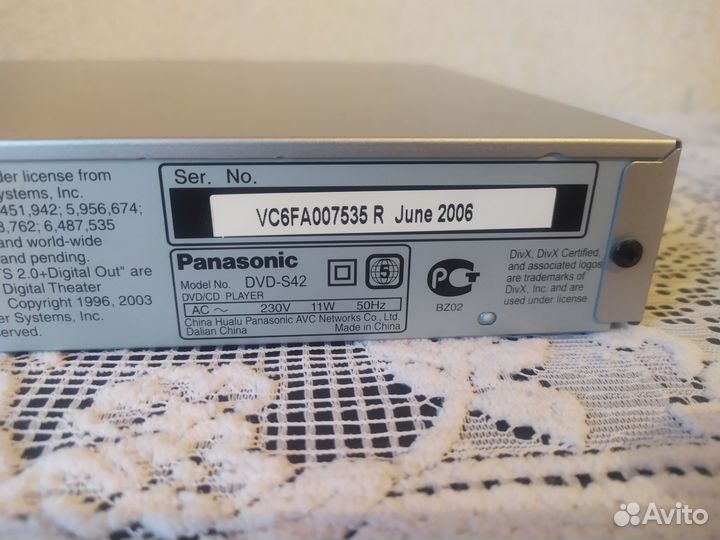 der license from
ystems, Inc.
451,942; 5,956,674;
,762; 6,487,535
and world-wide
and pending.
TS 2.0+Digital Out" are
Digital Theater
Copyright 1996, 2003
er Systems, Inc.
Ser. No.
VC6FA007535 R June 2006
Panasonic
Model No. DVD-S42
DVD/CD PLAYER
AC ~ 230V 11W 50Hz
China Hualu Panasonic AVC Networks Co., Ltd.
Dalian China Made in China
5
РСТ
BZ02
DivX, DivX Certified,
and associated logos
are trademarks of
DivX, Inc. and are
used under license
Avito